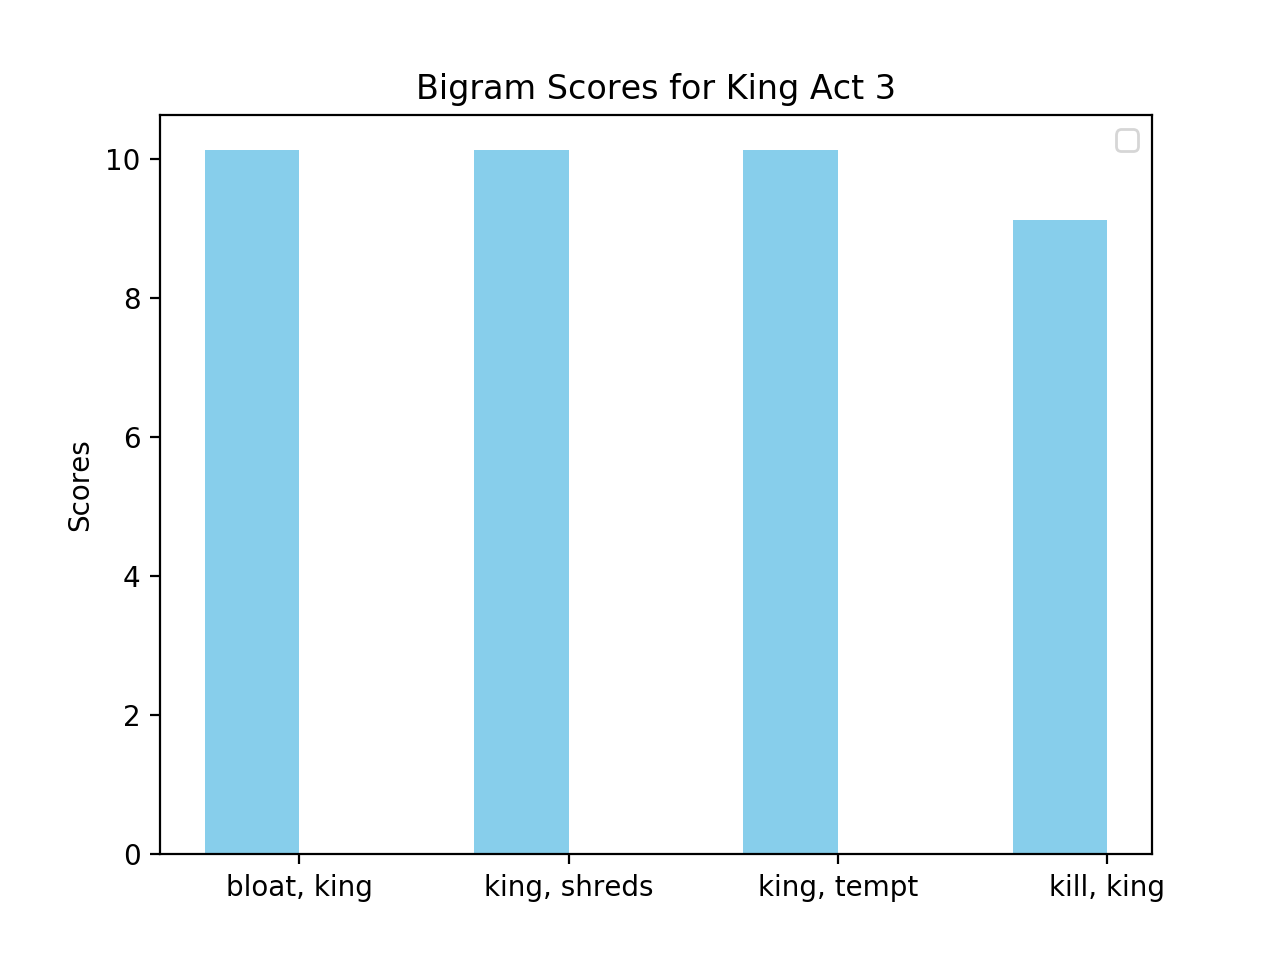 Bigram Scores for King Act 3
10
8
6
4
2
0
Scores
bloat, king
king, shreds
king, tempt
kill, king